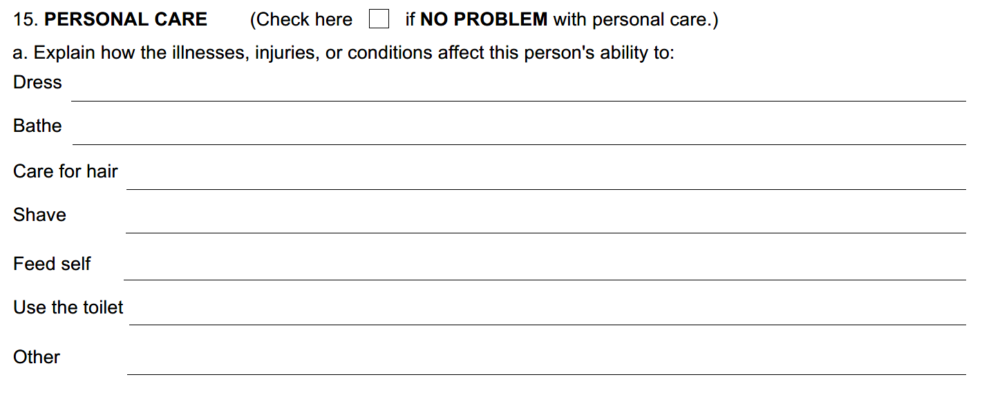 15. PERSONAL CARE (Check here if NO PROBLEM with personal care.)
a. Explain how the illnesses, injuries, or conditions affect this person's ability to:
Dress
Bathe
Care for hair
Shave
Feed self
Use the toilet
Other